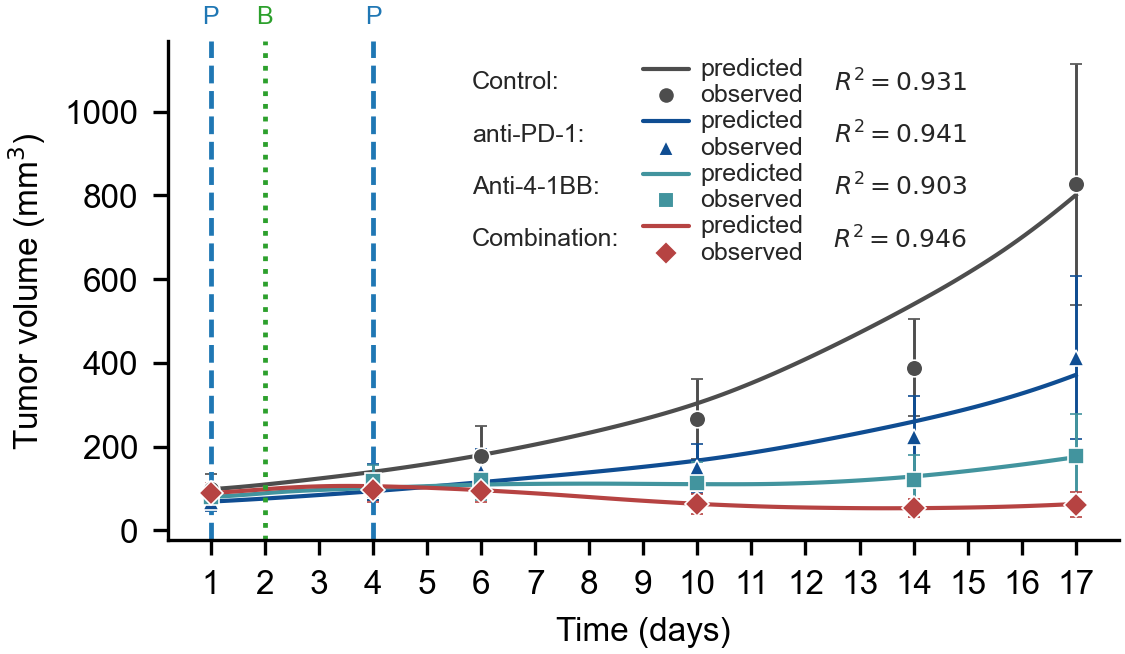 P B P
Tumor volume (mm³)
1000
800
600
400
200
0
Control: predicted R² = 0.931
observed
anti-PD-1: predicted R² = 0.941
observed
Anti-4-1BB: predicted R² = 0.903
observed
Combination: predicted R² = 0.946
observed
1 2 3 4 5 6 7 8 9 10 11 12 13 14 15 16 17
Time (days)